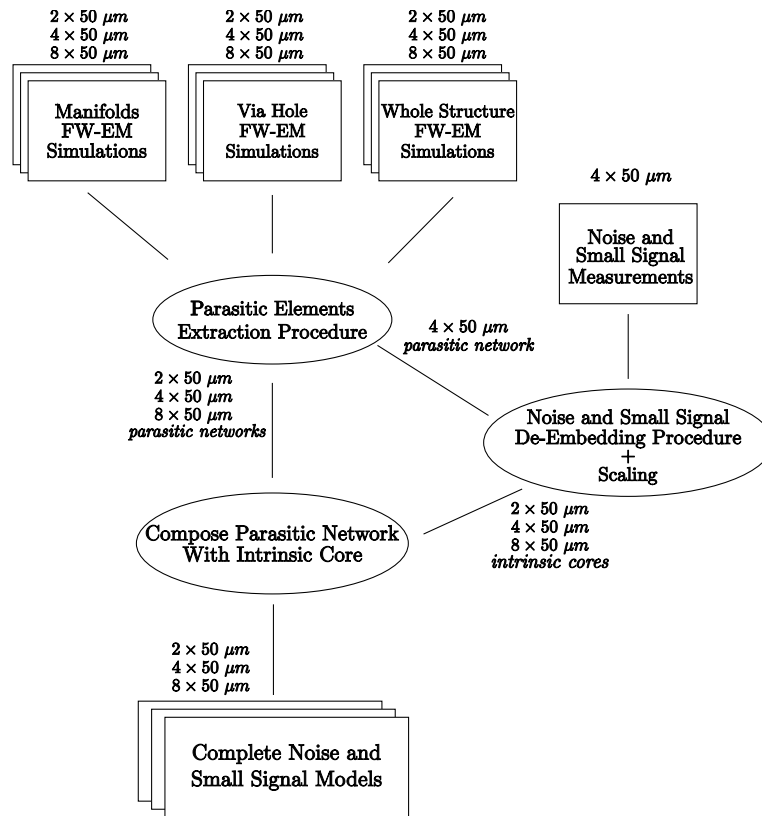 2 × 50 μm
4 × 50 μm
8 × 50 μm
Manifolds
FW-EM
Simulations
2 × 50 μm
4 × 50 μm
8 × 50 μm
Via Hole
FW-EM
Simulations
2 × 50 μm
4 × 50 μm
8 × 50 μm
Whole Structure
FW-EM
Simulations
4 × 50 μm
Noise and
Small Signal
Measurements
Parasitic Elements
Extraction Procedure
4 × 50 μm
parasitic network
2 × 50 μm
4 × 50 μm
8 × 50 μm
parasitic networks
Noise and Small Signal
De-Embedding Procedure
+
Scaling
2 × 50 μm
4 × 50 μm
8 × 50 μm
intrinsic cores
Compose Parasitic Network
With Intrinsic Core
2 × 50 μm
4 × 50 μm
8 × 50 μm
Complete Noise and
Small Signal Models